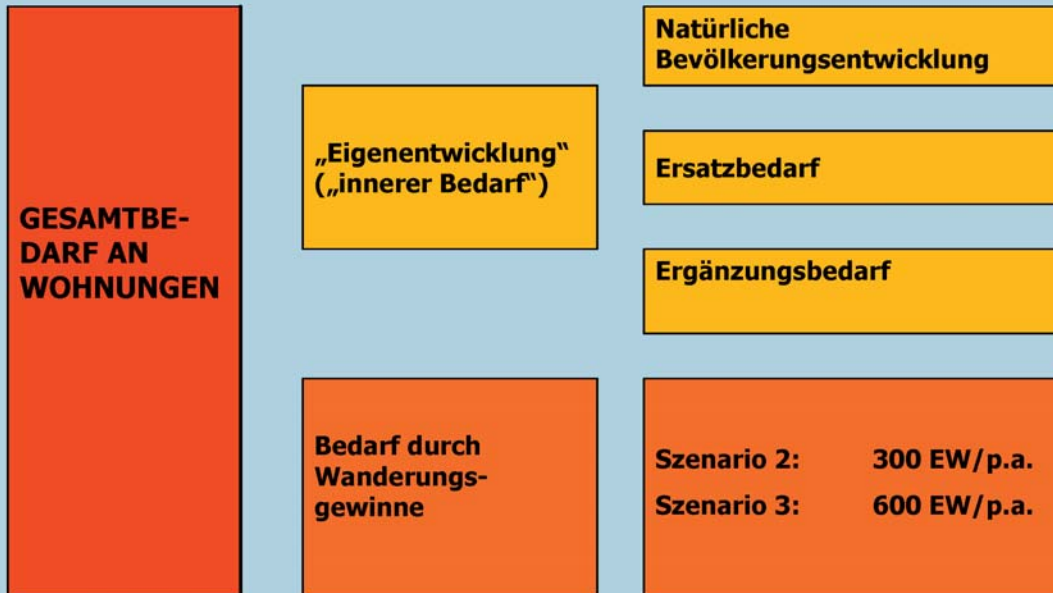 GESAMTBE-
DARF AN
WOHNUNGEN
„Eigenentwicklung“
(„innerer Bedarf“)
Natürliche
Bevölkerungsentwicklung
Ersatzbedarf
Ergänzungsbedarf
Bedarf durch
Wanderungs-
gewinne
Szenario 2: 300 EW/p.a.
Szenario 3: 600 EW/p.a.